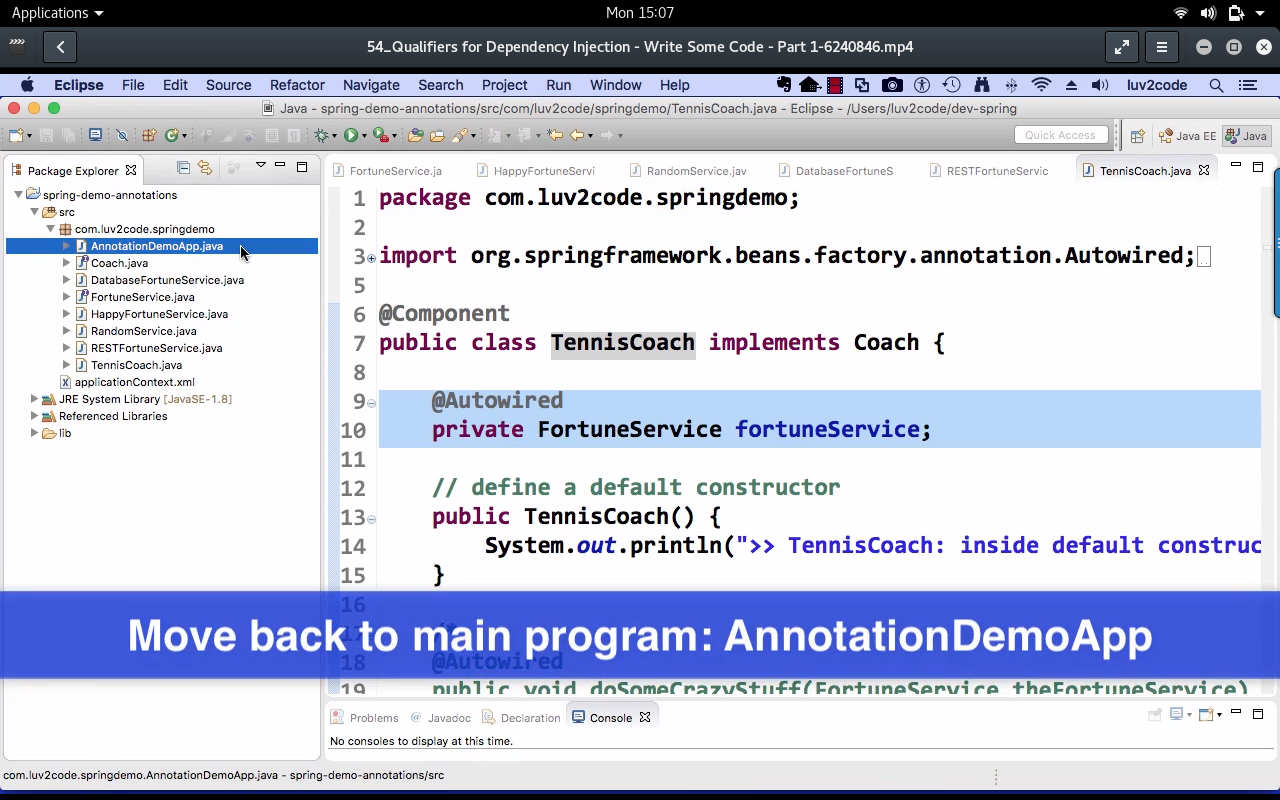 Applications
Mon 15:07
54_Qualifiers for Dependency Injection - Write Some Code - Part 1-6240846.mp4
Eclipse File Edit Source Refactor Navigate Search Project Run Window Help luv2code
Java - spring-demo-annotations/src/com/luv2code/springdemo/TennisCoach.java - Eclipse - /Users/luv2code/dev-spring
Quick Access
Java EE
Java
Package Explorer
spring-demo-annotations
src
com.luv2code.springdemo
AnnotationDemoApp.java
Coach.java
DatabaseFortuneService.java
FortuneService.java
HappyFortuneService.java
RandomService.java
RESTFortuneService.java
TennisCoach.java
applicationContext.xml
JRE System Library [JavaSE-1.8]
Referenced Libraries
lib
FortuneService.ja
HappyFortuneServi
RandomService.jav
DatabaseFortuneS
RESTFortuneServic
TennisCoach.java
1 package com.luv2code.springdemo;
2
3 import org.springframework.beans.factory.annotation.Autowired;
5
6 @Component
7 public class TennisCoach implements Coach {
8
9 @Autowired
10 private FortuneService fortuneService;
11
12 // define a default constructor
13 public TennisCoach() {
14 System.out.println(">> TennisCoach: inside default construc
15 }
16
Move back to main program: AnnotationDemoApp
18 @Autowired
19 public void doSomeCrazyStuff(FortuneService theFortuneService)
Problems
@ Javadoc
Declaration
Console
No consoles to display at this time.
com.luv2code.springdemo.AnnotationDemoApp.java - spring-demo-annotations/src